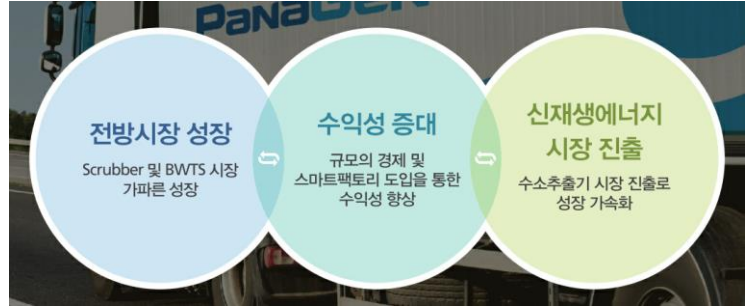 PANAGEN
전방시장 성장
Scrubber 및 BWTS 시장
가파른 성장
수익성 증대
규모의 경제 및
스마트팩토리 도입을 통한
수익성 향상
신재생에너지
시장 진출
수소추출기 시장 진출로
성장 가속화